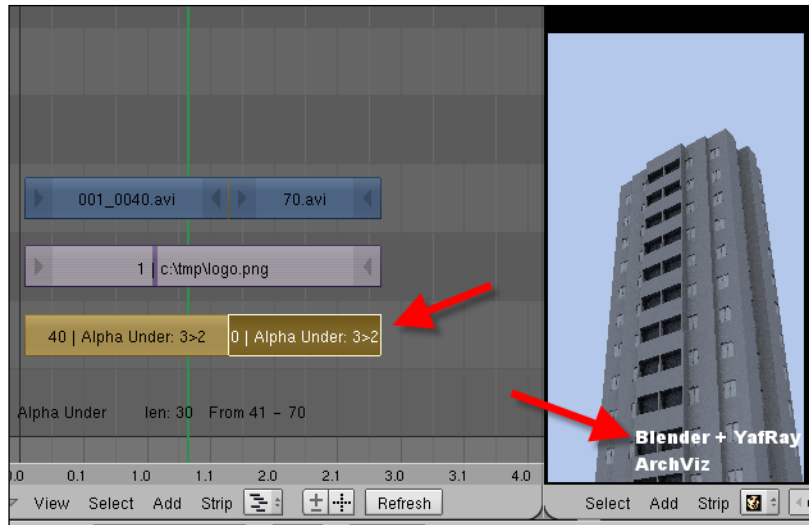 001_0040.avi
70.avi
1 | c:\tmp\logo.png
40 | Alpha Under: 3>2
0 | Alpha Under: 3>2
Alpha Under len: 30 From 41 - 70
.0 0.1 1.0 1.1 2.0 2.1 3.0 3.1 4.0
View Select Add Strip Refresh
Blender + YafRay
ArchViz
Select Add Strip